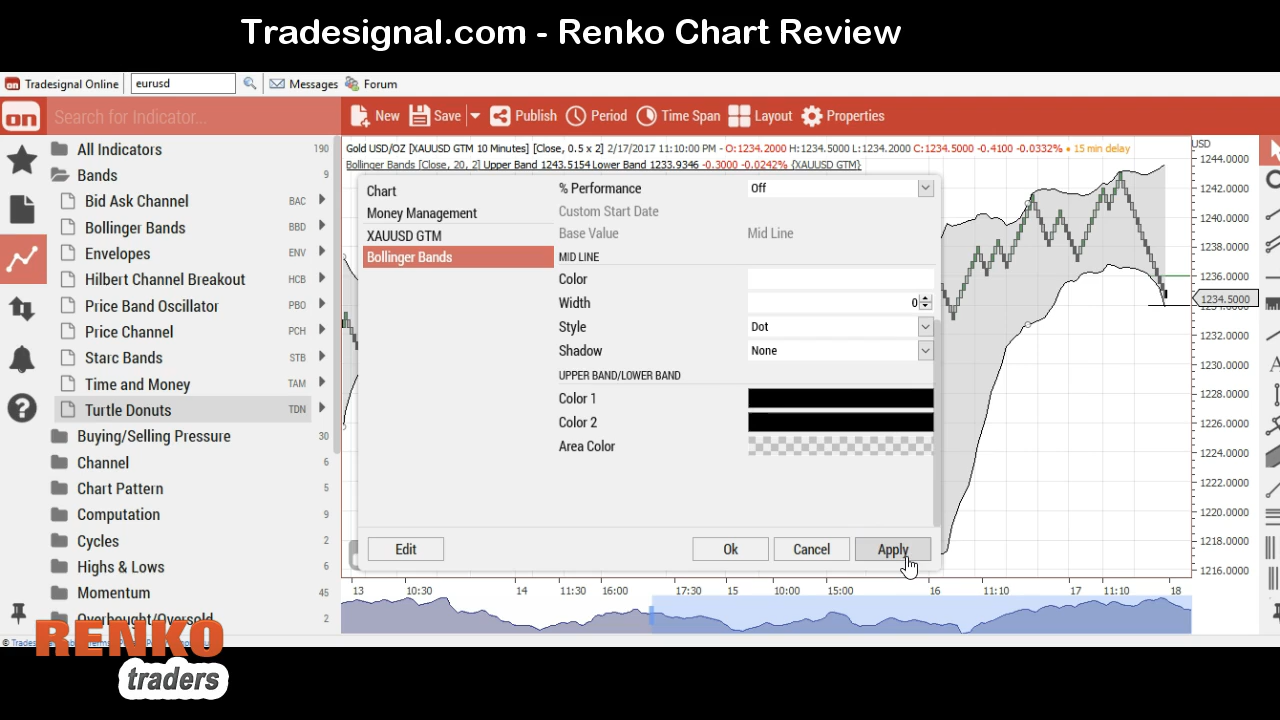 Tradesignal.com - Renko Chart Review
on Tradesignal Online eurusd Messages Forum
on Search for Indicator... New Save Publish Period Time Span Layout Properties
Gold USD/OZ [XAUUSD GTM 10 Minutes] [Close, 0.5 x 2] 2/17/2017 11:10:00 PM - O:1234.2000 H:1234.5000 L:1234.2000 C:1234.5000 -0.4100 -0.0332% • 15 min delay
Bollinger Bands [Close, 20, 2] Upper Band 1243.5154 Lower Band 1233.9346 -0.3000 -0.0242% {XAUUSD GTM}
USD
1244.0000
1242.0000
1240.0000
1238.0000
1236.0000
1234.5000
1232.0000
1230.0000
1228.0000
1226.0000
1224.0000
1222.0000
1220.0000
1218.0000
1216.0000
All Indicators 190
Bands 9
Bid Ask Channel BAC
Bollinger Bands BBD
Envelopes ENV
Hilbert Channel Breakout HCB
Price Band Oscillator PBO
Price Channel PCH
Starc Bands STB
Time and Money TAM
Turtle Donuts TDN
Buying/Selling Pressure 30
Channel 6
Chart Pattern 5
Computation 9
Cycles 2
Highs & Lows 6
Momentum 45
Overbought/Oversold 2
Chart
Money Management
XAUUSD GTM
Bollinger Bands
% Performance Off
Custom Start Date
Base Value Mid Line
MID LINE
Color
Width 0
Style Dot
Shadow None
UPPER BAND/LOWER BAND
Color 1
Color 2
Area Color
Edit Ok Cancel Apply
13 10:30 14 11:30 16:00 17:30 15 10:00 15:00 16 11:10 17 11:10 18
RENKO
traders